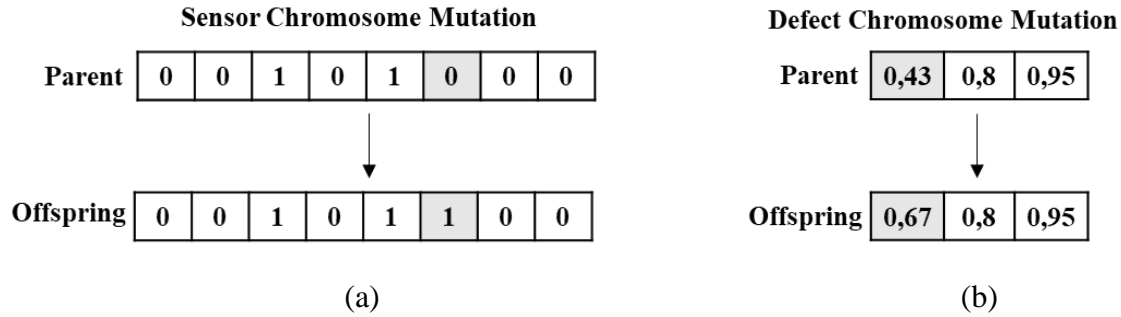 Sensor Chromosome Mutation
Parent 0 0 1 0 1 0 0 0
Offspring 0 0 1 0 1 1 0 0
(a)
Defect Chromosome Mutation
Parent 0,43 0,8 0,95
Offspring 0,67 0,8 0,95
(b)